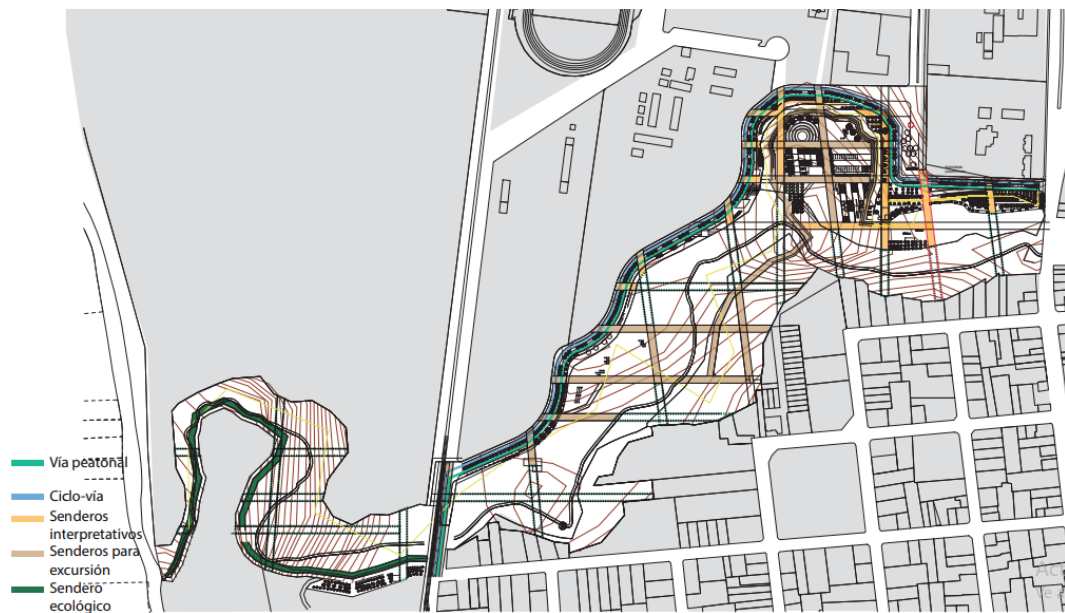 Vía peatonal
Ciclo-vía
Senderos
interpretativos
Senderos para
excursión
Sendero
ecológico